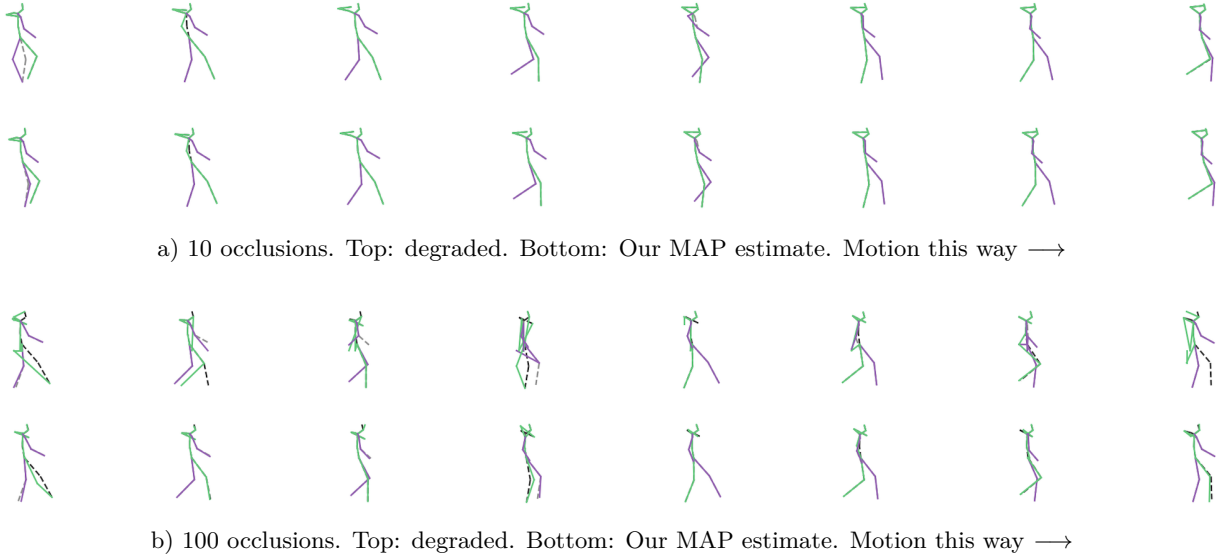 a) 10 occlusions. Top: degraded. Bottom: Our MAP estimate. Motion this way ⟶
b) 100 occlusions. Top: degraded. Bottom: Our MAP estimate. Motion this way ⟶